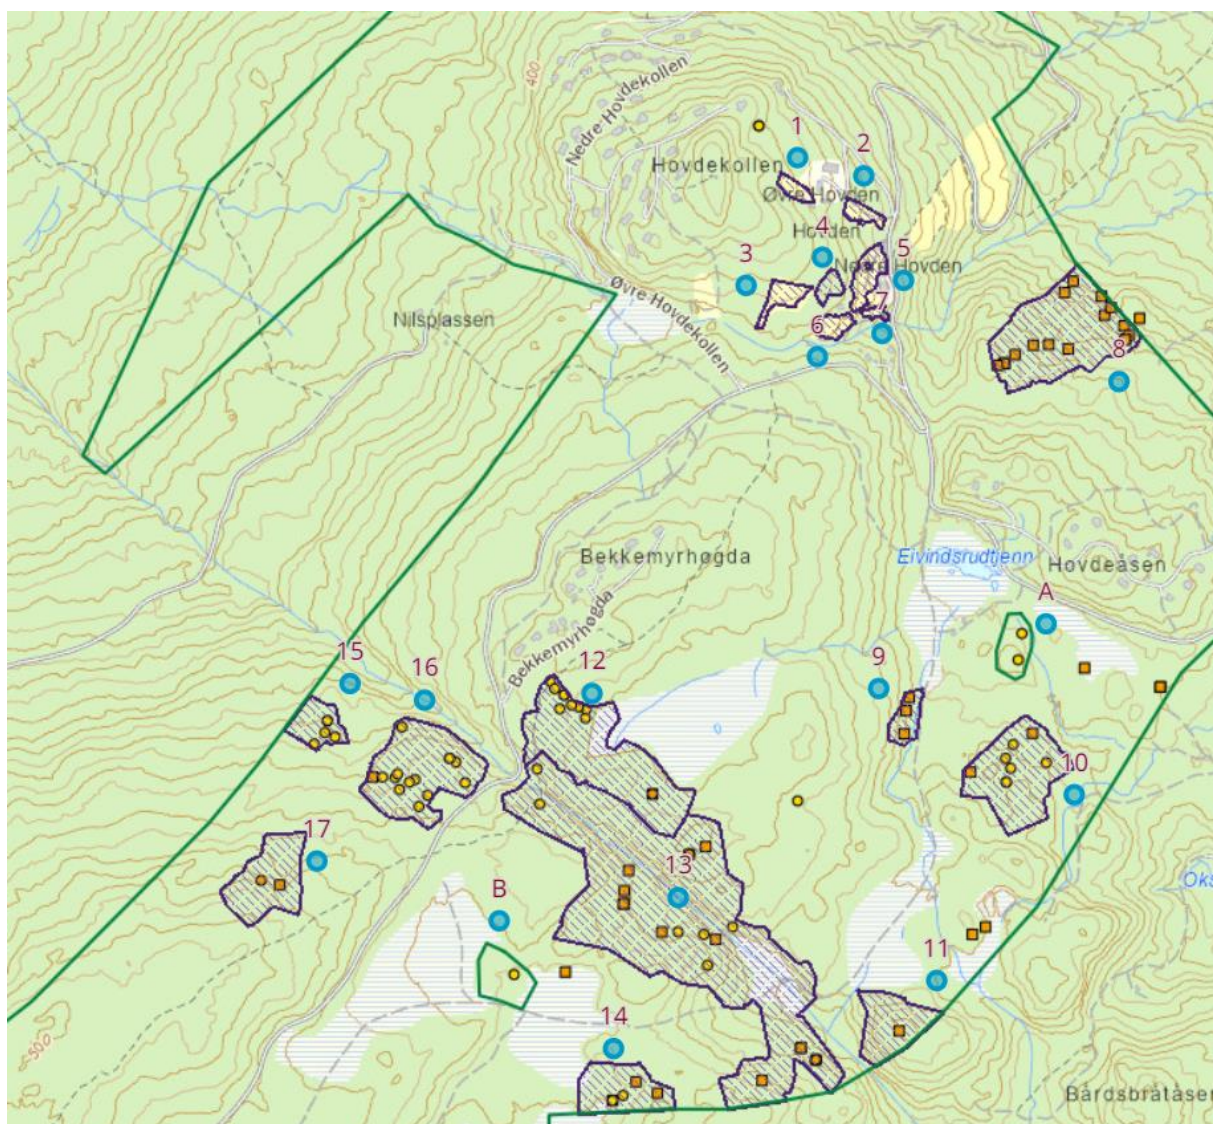 400
Nedre Hovdekollen
Hovdekollen
1
2
Øvre Hovden
4
Hovden
3
5
Nedre Hovden
Øvre Hovdekollen
7
Nilsplassen
6
8
Bekkemyrhøgda
Eivindsrudtjenn
Hovdeåsen
Bekkemyrhøgda
A
15
16
12
9
10
17
13
Øks
B
11
14
500
Bårdsbråtåsen